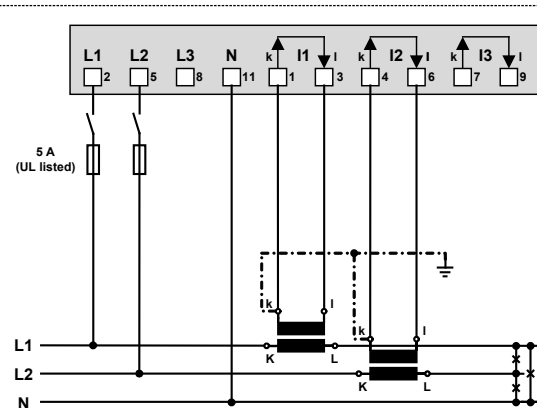 L1 L2 L3 N k I1 l k I2 l k I3 l
2 5 8 11 1 3 4 6 7 9
5 A
(UL listed)
k l
k l
L1 K L
L2 K L
N